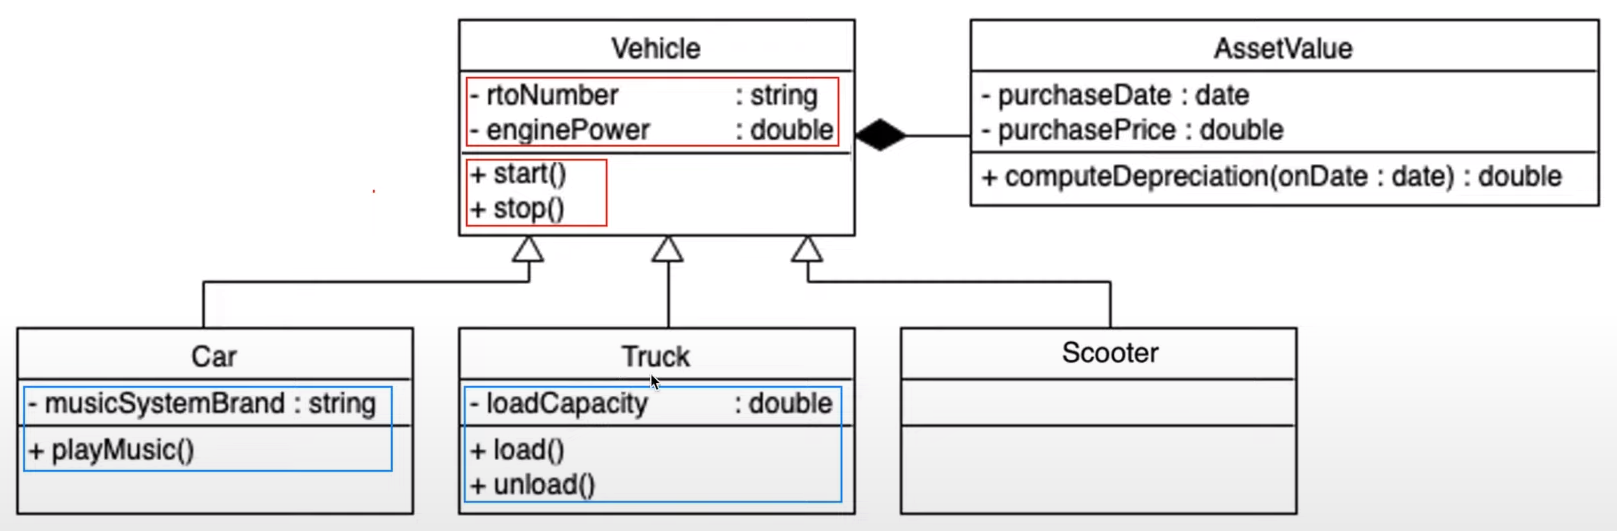 Vehicle
- rtoNumber : string
- enginePower : double
+ start()
+ stop()
AssetValue
- purchaseDate : date
- purchasePrice : double
+ computeDepreciation(onDate : date) : double
Car
- musicSystemBrand : string
+ playMusic()
Truck
- loadCapacity : double
+ load()
+ unload()
Scooter